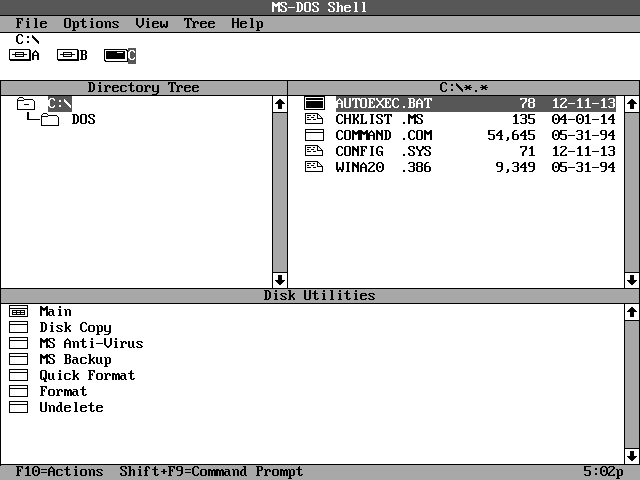 MS-DOS Shell
File Options View Tree Help
C:\
A B C
Directory Tree
C:\
DOS
C:\*.*
AUTOEXEC.BAT 78 12-11-13
CHKLIST .MS 135 04-01-14
COMMAND .COM 54,645 05-31-94
CONFIG .SYS 71 12-11-13
WINA20 .386 9,349 05-31-94
Disk Utilities
Main
Disk Copy
MS Anti-Virus
MS Backup
Quick Format
Format
Undelete
F10=Actions Shift+F9=Command Prompt 5:02p